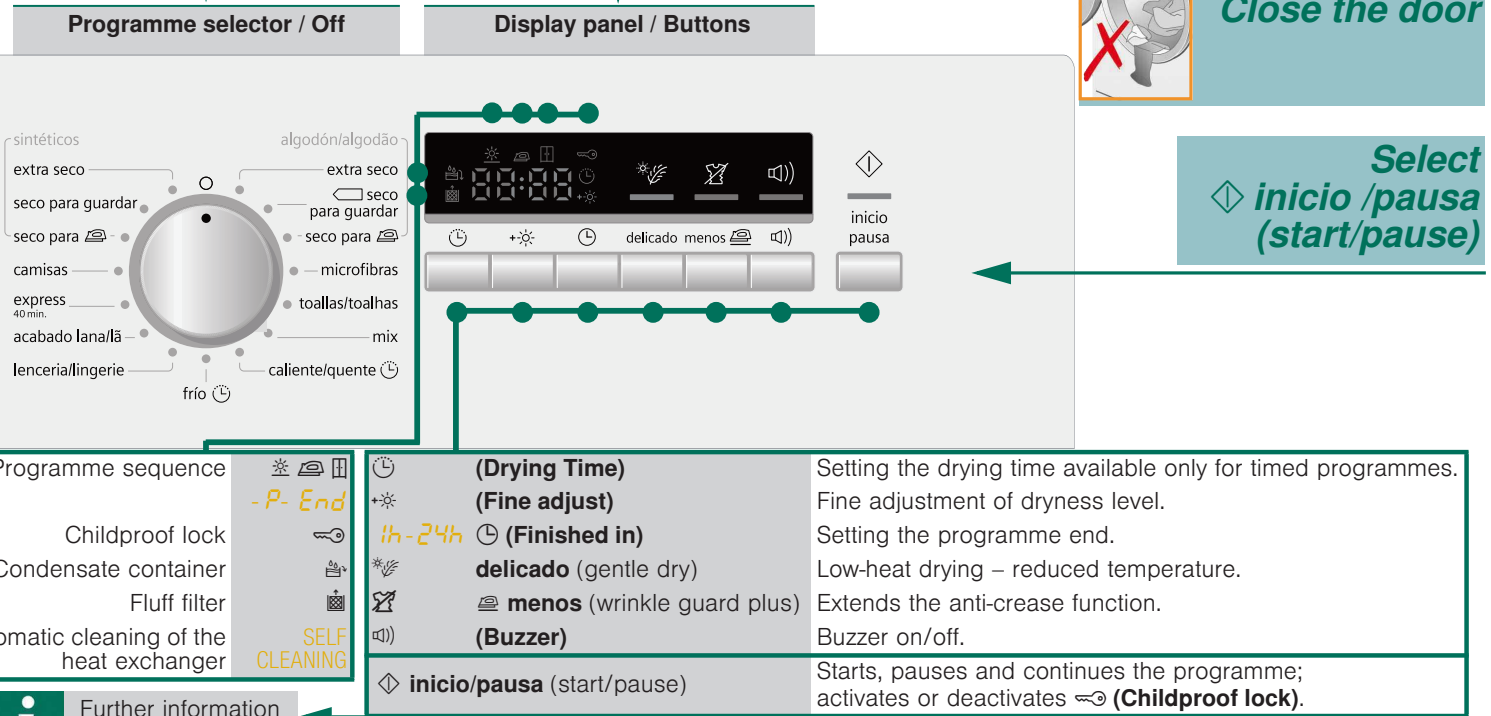 Programme selector / Off
Display panel / Buttons
Close the door
sintéticos
algodón/algodão
extra seco
seco para guardar
seco para
camisas
express
40 min.
acabado lana/lã
lenceria/lingerie
frío
extra seco
seco
para guardar
seco para
microfibras
toallas/toalhas
mix
caliente/quente
88:88
delicado
menos
inicio
pausa
Select
inicio /pausa
(start/pause)
Programme sequence
-P- End
Childproof lock
Condensate container
Fluff filter
omatic cleaning of the
heat exchanger
SELF
CLEANING
(Drying Time) Setting the drying time available only for timed programmes.
(Fine adjust) Fine adjustment of dryness level.
1h-24h (Finished in) Setting the programme end.
delicado (gentle dry) Low-heat drying – reduced temperature.
menos (wrinkle guard plus) Extends the anti-crease function.
(Buzzer) Buzzer on/off.
inicio/pausa (start/pause) Starts, pauses and continues the programme;
activates or deactivates (Childproof lock).
i Further information